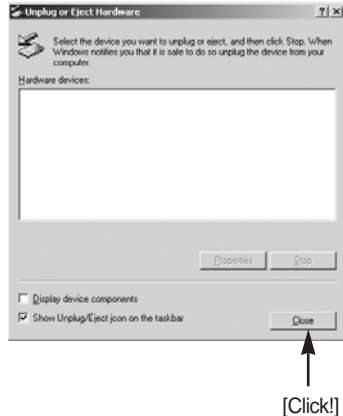 Unplug or Eject Hardware
Select the device you want to unplug or eject, and then click Stop. When
Windows notifies you that it is safe to do so unplug the device from your
computer.
Hardware devices:
Properties Stop
Display device components
Show Unplug/Eject icon on the taskbar
Close
[Click!]